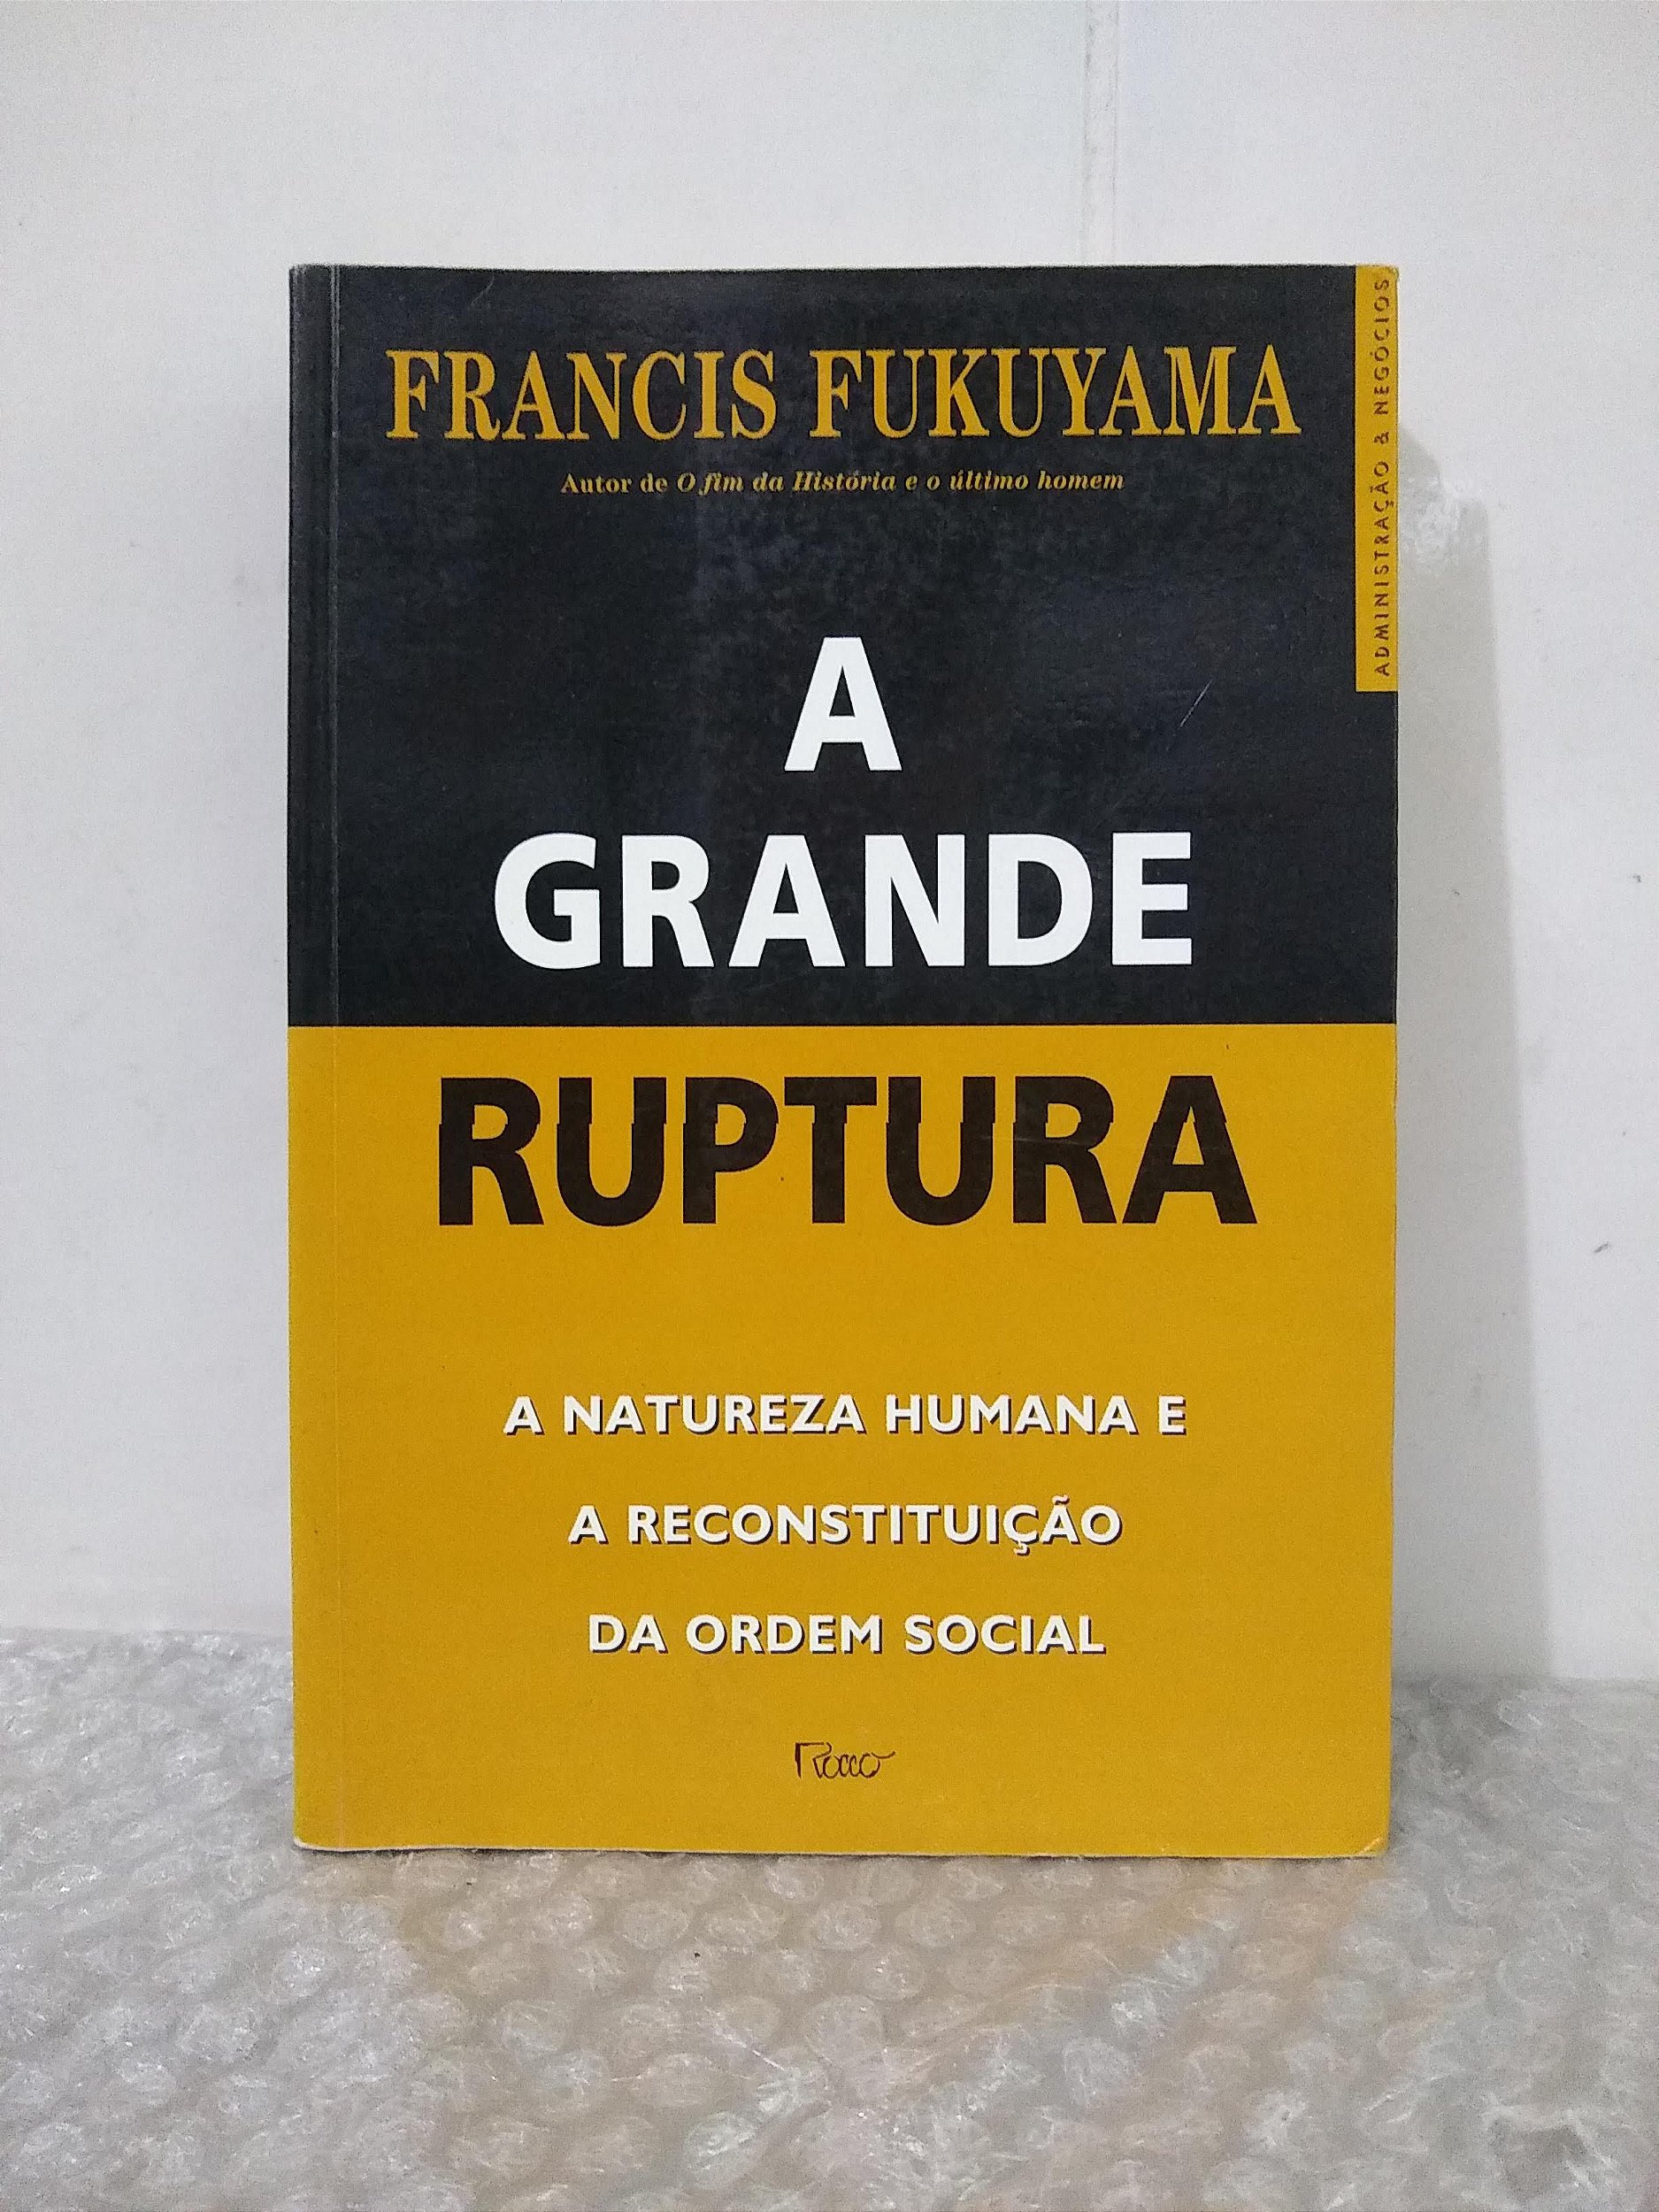 FRANCIS FUKUYAMA
Autor de O fim da História e o último homem
ADMINISTRAÇÃO & NEGÓCIOS
A
GRANDE
RUPTURA
A NATUREZA HUMANA E
A RECONSTITUIÇÃO
DA ORDEM SOCIAL
Rocco